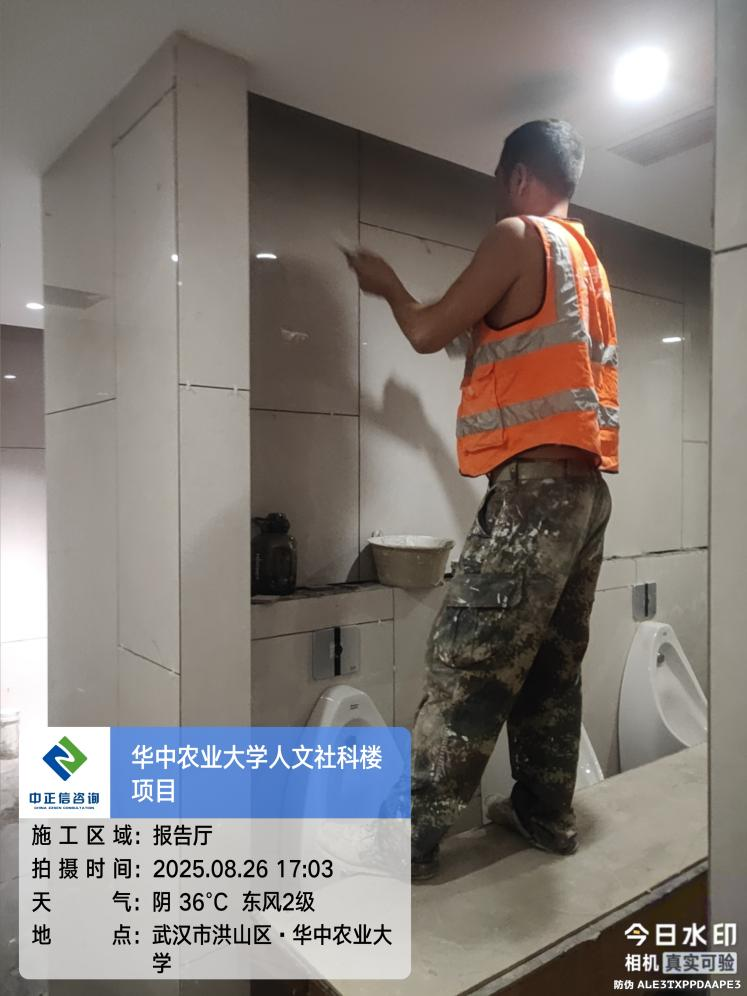 华中农业大学人文社科楼
项目
中正信咨询
CHINA ZZXIN CONSULTATION
施工区域：报告厅
拍摄时间：2025.08.26 17:03
天气：阴 36℃ 东风2级
地点：武汉市洪山区·华中农业大
学
今日水印
相机 真实可验
防伪 ALE3TXPPDAAPE3